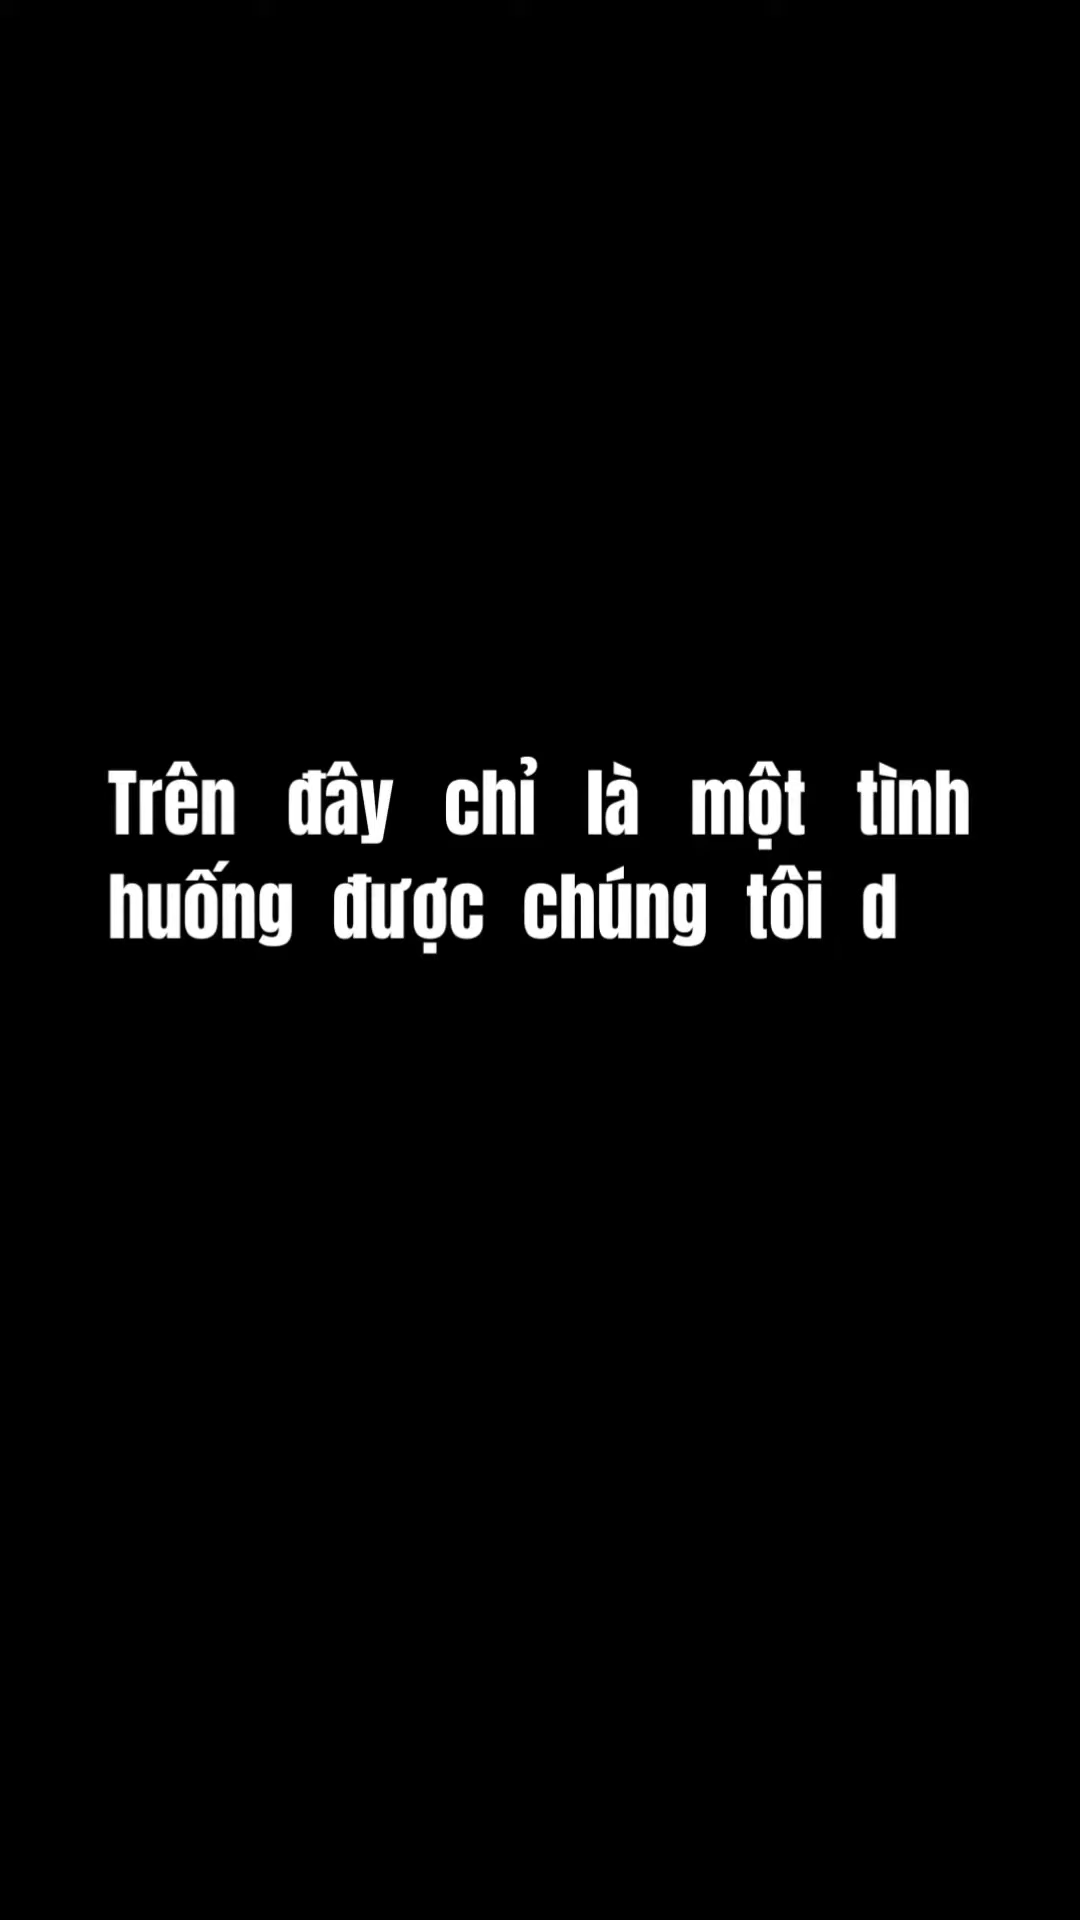 Trên đây chỉ là một tình
huống được chúng tôi d